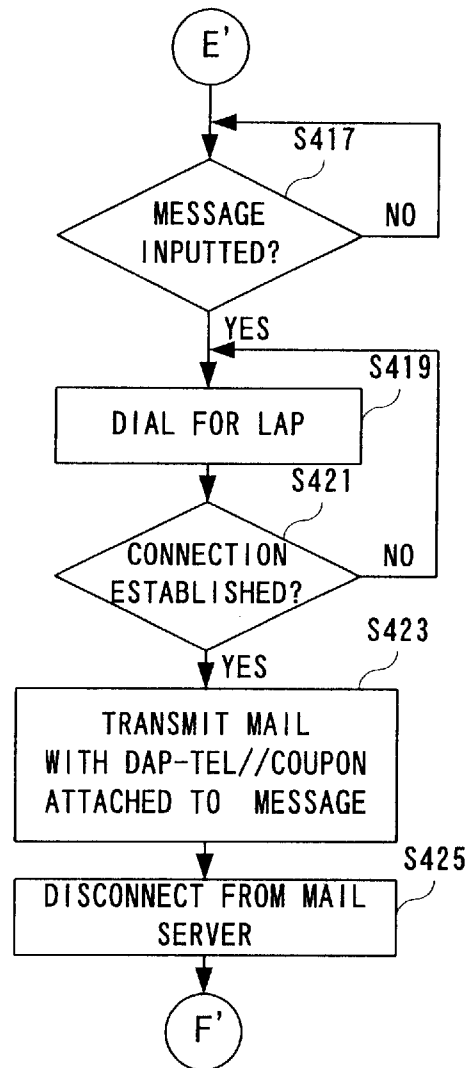 E'
S417
MESSAGE
INPUTTED?
NO
YES
S419
DIAL FOR LAP
S421
CONNECTION
ESTABLISHED?
NO
YES
S423
TRANSMIT MAIL
WITH DAP-TEL//COUPON
ATTACHED TO MESSAGE
S425
DISCONNECT FROM MAIL
SERVER
F'